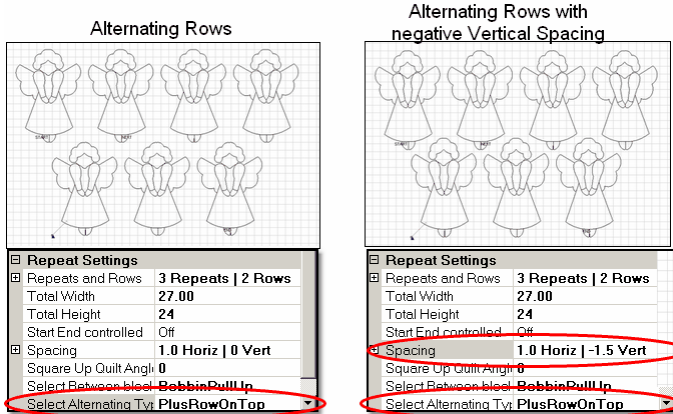 Alternating Rows
Repeat Settings
Repeats and Rows 3 Repeats | 2 Rows
Total Width 27.00
Total Height 24
Start End controlled Off
Spacing 1.0 Horiz | 0 Vert
Square Up Quilt Angl 0
Select Between bloc BobbinPullUp
Select Alternating Typ PlusRowOnTop
Alternating Rows with
negative Vertical Spacing
Repeat Settings
Repeats and Rows 3 Repeats | 2 Rows
Total Width 27.00
Total Height 24
Start End controlled Off
Spacing 1.0 Horiz | -1.5 Vert
Square Up Quilt Angl 0
Select Between bloc BobbinPullUp
Select Alternating Typ PlusRowOnTop